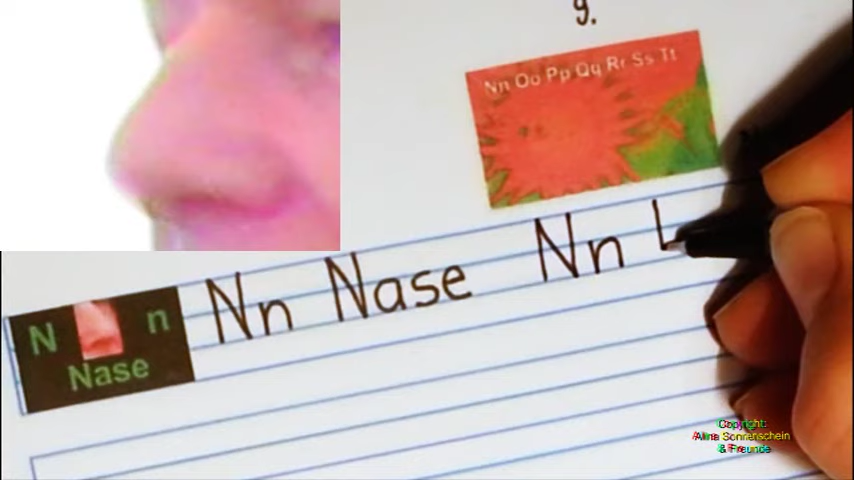 9.
Nn Oo Pp Qq Rr Ss Tt
N n
Nase
Nn Nase Nn
Copyright:
Alina Sonnenschein
& Freunde